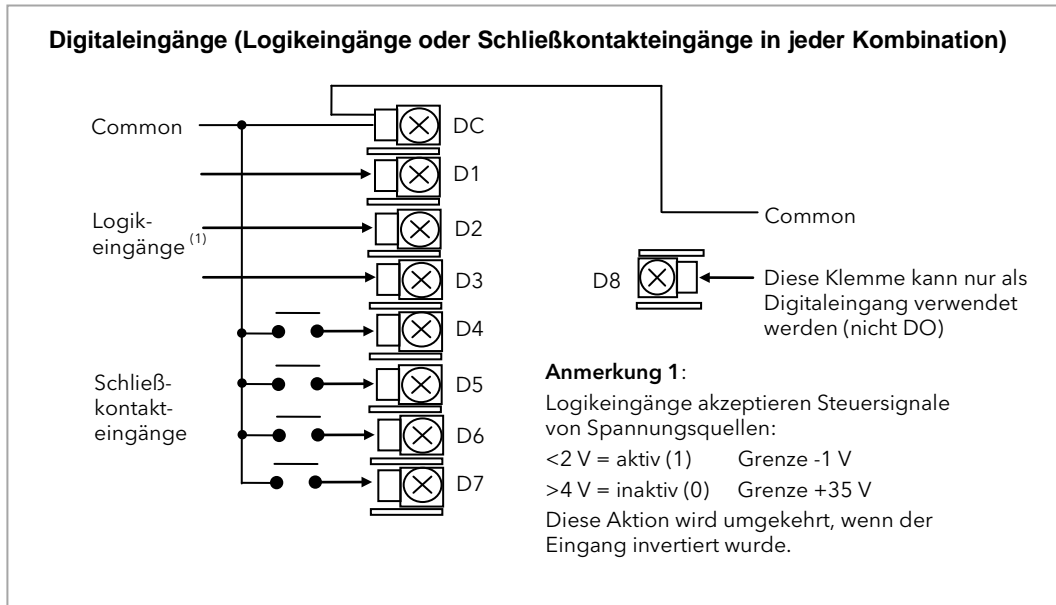 Digitaleingänge (Logikeingänge oder Schließkontakteingänge in jeder Kombination)
Common
DC
D1
Logik-
eingänge (1)
D2
D3
D4
Schließ-
kontakt-
eingänge
D5
D6
D7
Common
D8
Diese Klemme kann nur als
Digitaleingang verwendet
werden (nicht DO)
Anmerkung 1:
Logikeingänge akzeptieren Steuersignale
von Spannungsquellen:
<2 V = aktiv (1) Grenze -1 V
>4 V = inaktiv (0) Grenze +35 V
Diese Aktion wird umgekehrt, wenn der
Eingang invertiert wurde.